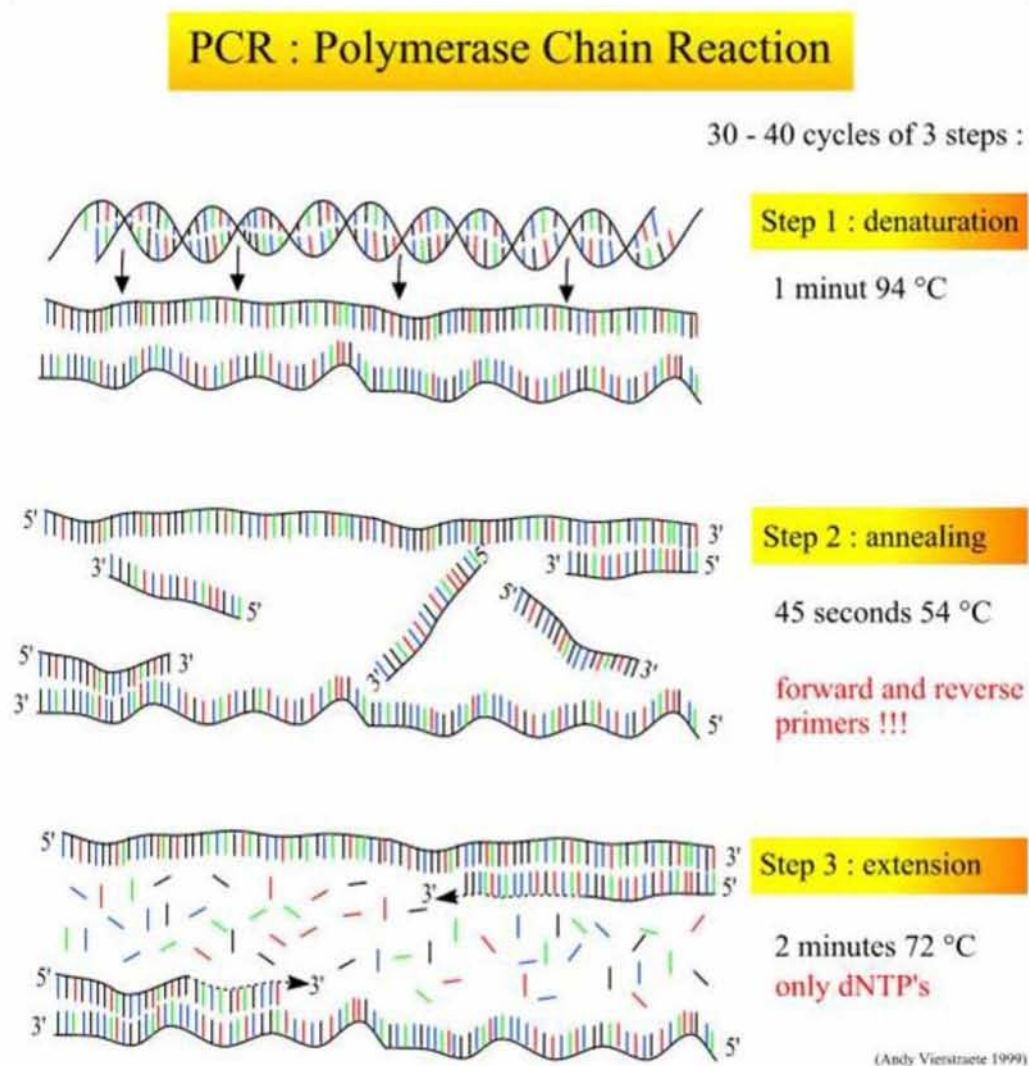 PCR : Polymerase Chain Reaction
30 - 40 cycles of 3 steps :
Step 1 : denaturation
1 minut 94 °C
5'
3'
Step 2 : annealing
3'
5'
3'
5'
5'
45 seconds 54 °C
5'
3'
3'
3'
forward and reverse
3'
primers !!!
5'
5'
3'
Step 3 : extension
3'
5'
2 minutes 72 °C
5'
3'
only dNTP's
3'
5'
(Andy Vierstraete 1999)